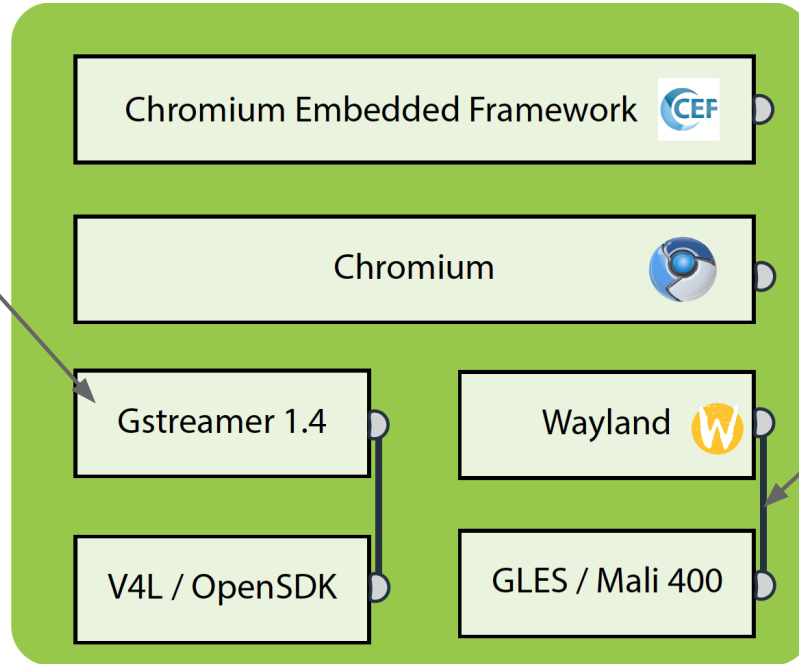 Chromium Embedded Framework CEF
Chromium
Gstreamer 1.4
Wayland W
V4L / OpenSDK
GLES / Mali 400